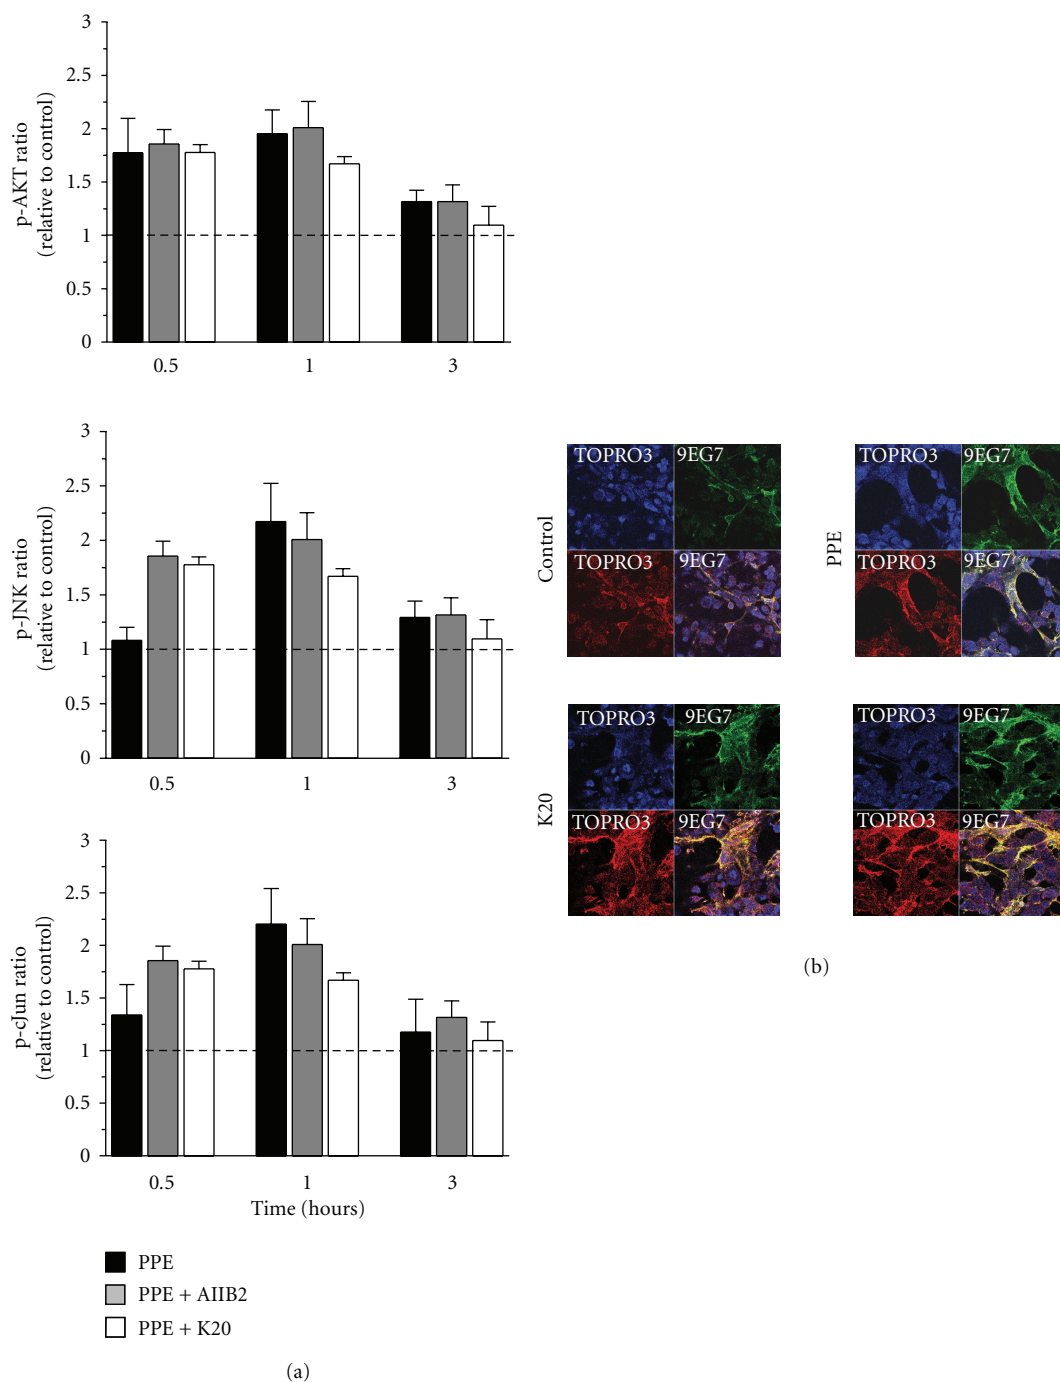 3
2.5
2
1.5
1
0.5
0
p-AKT ratio
(relative to control)
0.5 1 3
3
2.5
2
1.5
1
0.5
0
p-JNK ratio
(relative to control)
0.5 1 3
3
2.5
2
1.5
1
0.5
0
p-cJun ratio
(relative to control)
0.5 1 3
Time (hours)
PPE
PPE + AIIB2
PPE + K20
(a)
Control
TOPRO3 9EG7
TOPRO3 9EG7
PPE
TOPRO3 9EG7
TOPRO3 9EG7
K20
TOPRO3 9EG7
TOPRO3 9EG7
TOPRO3 9EG7
TOPRO3 9EG7
(b)